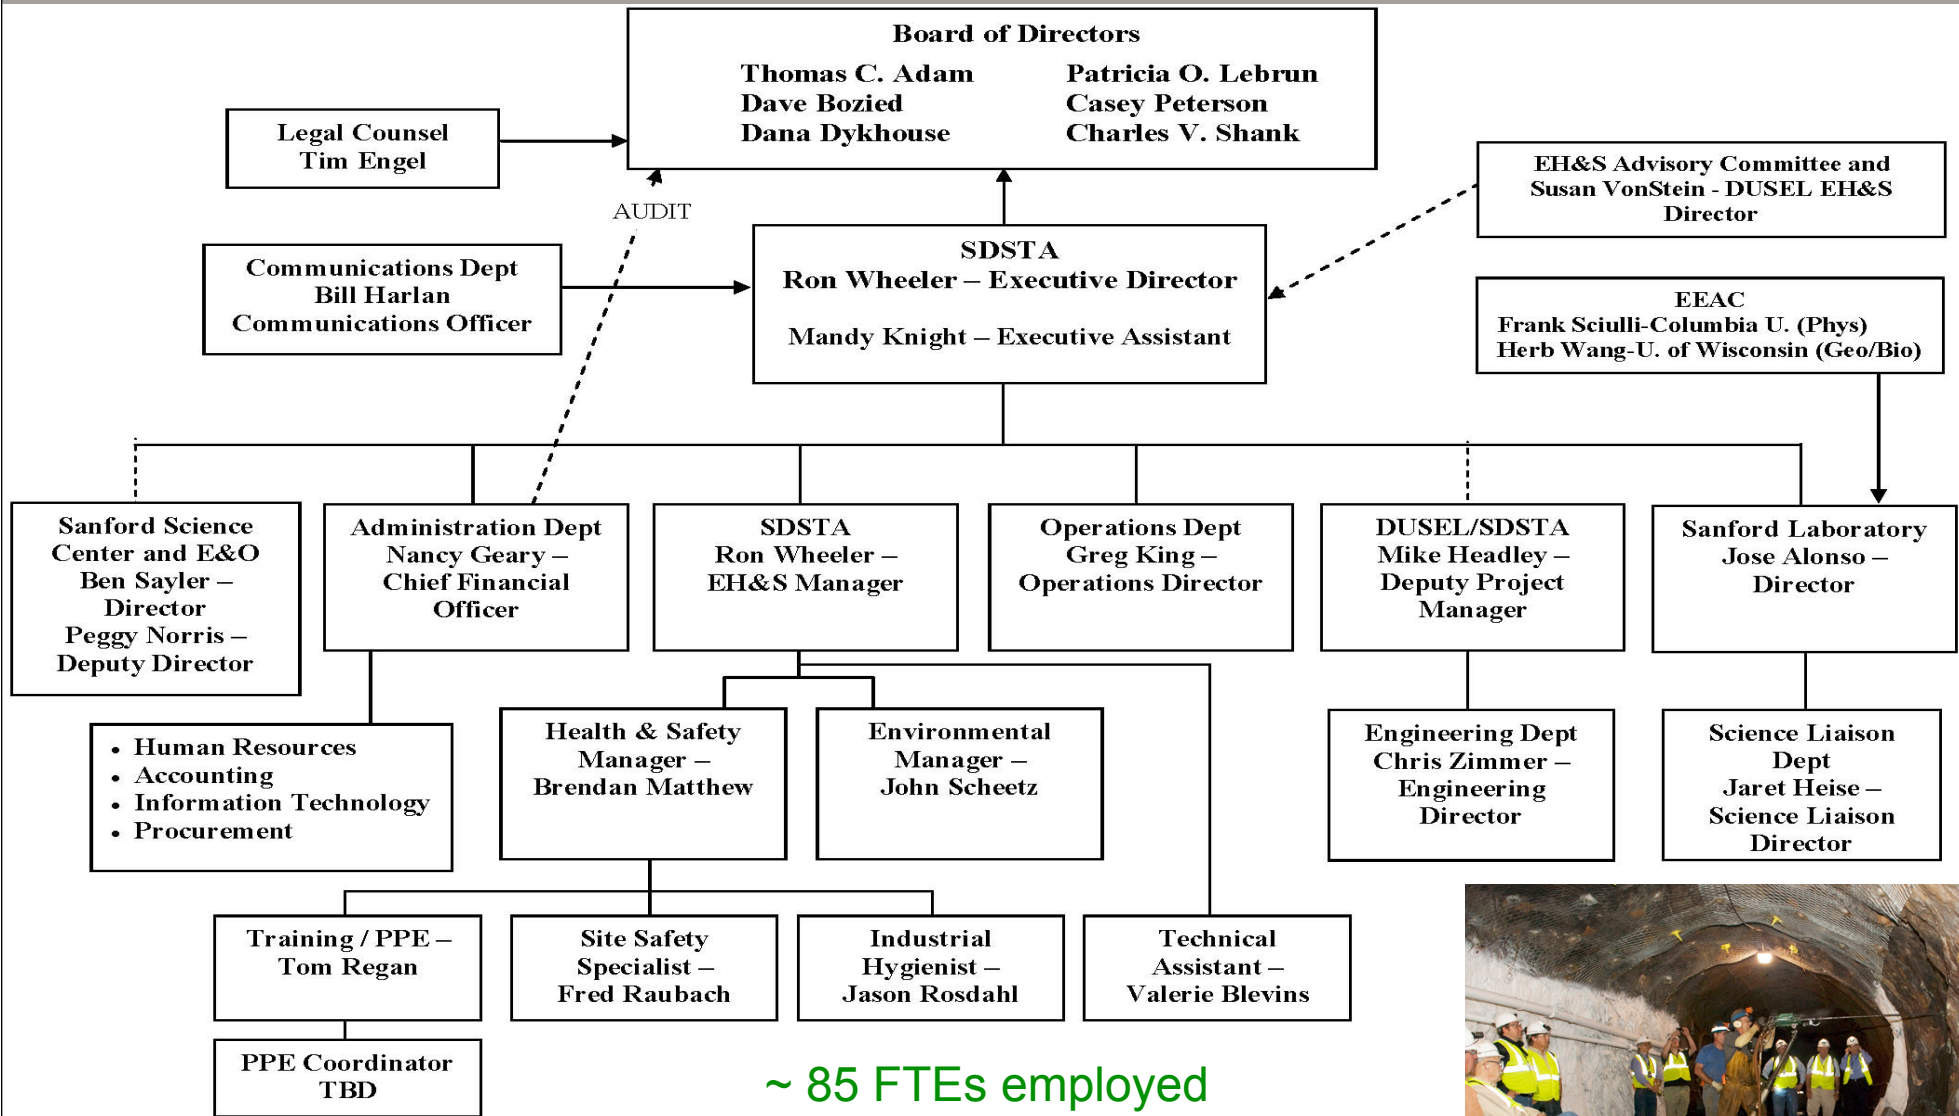 Board of Directors
Thomas C. Adam
Dave Bozied
Dana Dykhouse
Patricia O. Lebrun
Casey Peterson
Charles V. Shank
Legal Counsel
Tim Engel
AUDIT
EH&S Advisory Committee and
Susan VonStein - DUSEL EH&S
Director
Communications Dept
Bill Harlan
Communications Officer
SDSTA
Ron Wheeler – Executive Director
Mandy Knight – Executive Assistant
EEAC
Frank Sciulli-Columbia U. (Phys)
Herb Wang-U. of Wisconsin (Geo/Bio)
Sanford Science
Center and E&O
Ben Sayler –
Director
Peggy Norris –
Deputy Director
Administration Dept
Nancy Geary –
Chief Financial
Officer
SDSTA
Ron Wheeler –
EH&S Manager
Operations Dept
Greg King –
Operations Director
DUSEL/SDSTA
Mike Headley –
Deputy Project
Manager
Sanford Laboratory
Jose Alonso –
Director
• Human Resources
• Accounting
• Information Technology
• Procurement
Health & Safety
Manager –
Brendan Matthew
Environmental
Manager –
John Scheetz
Engineering Dept
Chris Zimmer –
Engineering
Director
Science Liaison
Dept
Jaret Heise –
Science Liaison
Director
Training / PPE –
Tom Regan
Site Safety
Specialist –
Fred Raubach
Industrial
Hygienist –
Jason Rosdahl
Technical
Assistant –
Valerie Blevins
PPE Coordinator
TBD
~ 85 FTEs employed